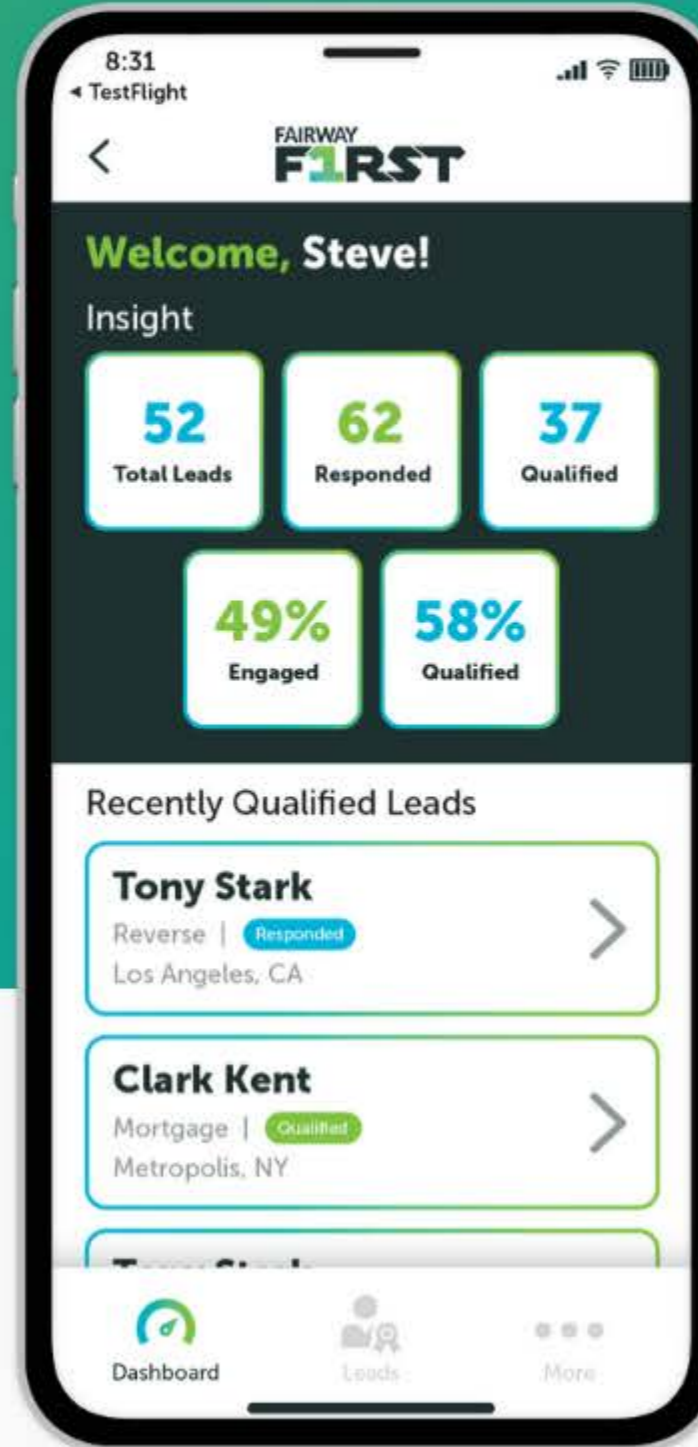 8:31
◂ TestFlight
FAIRWAY
F1RST
Welcome, Steve!
Insight
52
Total Leads
62
Responded
37
Qualified
49%
Engaged
58%
Qualified
Recently Qualified Leads
Tony Stark
Reverse | Responded
Los Angeles, CA
Clark Kent
Mortgage | Qualified
Metropolis, NY
Tony Stark
Dashboard
Leads
More